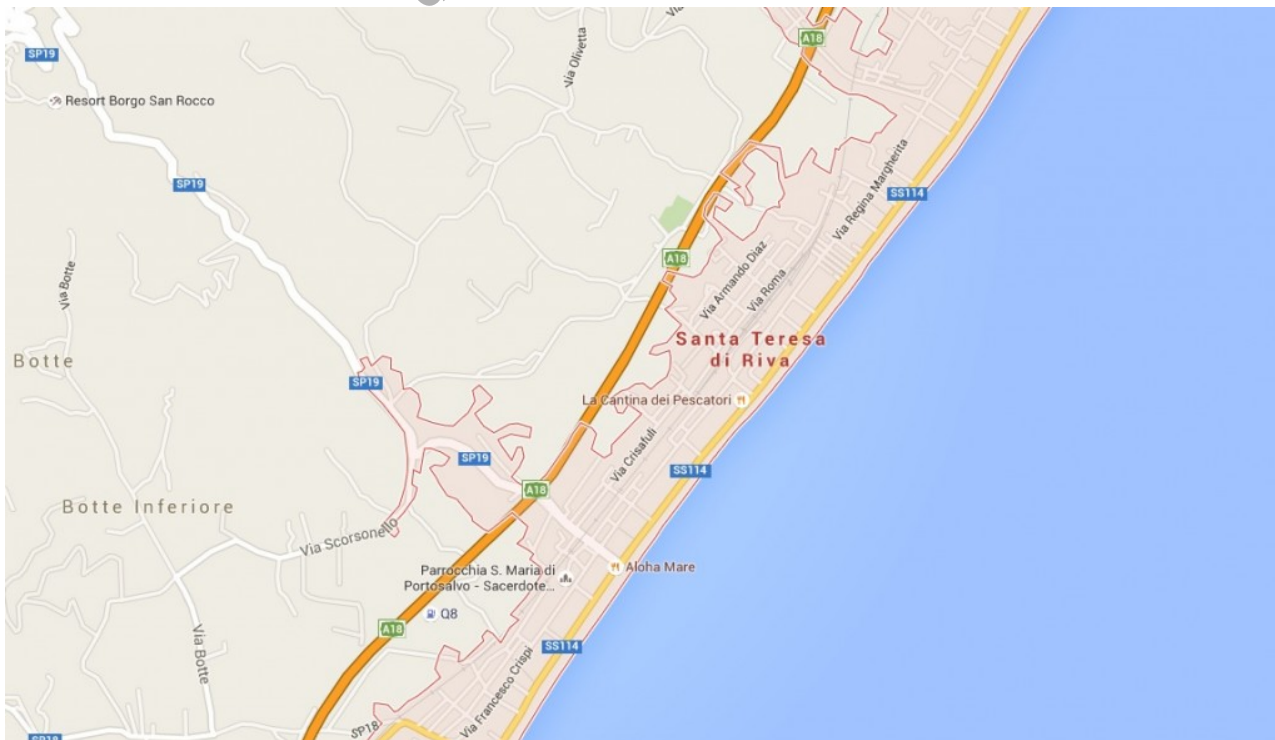 Via Olivetta
A18
SP19
Resort Borgo San Rocco
SP19
Via Regina Margherita
SS114
Via Botte
A18
Via Armando Diaz
Via Roma
Santa Teresa
di Riva
Botte
SP19
La Cantina dei Pescatori
Via Crisafuli
SP19
SS114
A18
Botte Inferiore
Via Scorsonello
Parrocchia S. Maria di
Portosalvo - Sacerdote...
Aloha Mare
Q8
A18
Via Botte
SS114
Via Francesco Crispi
SP18
SP18